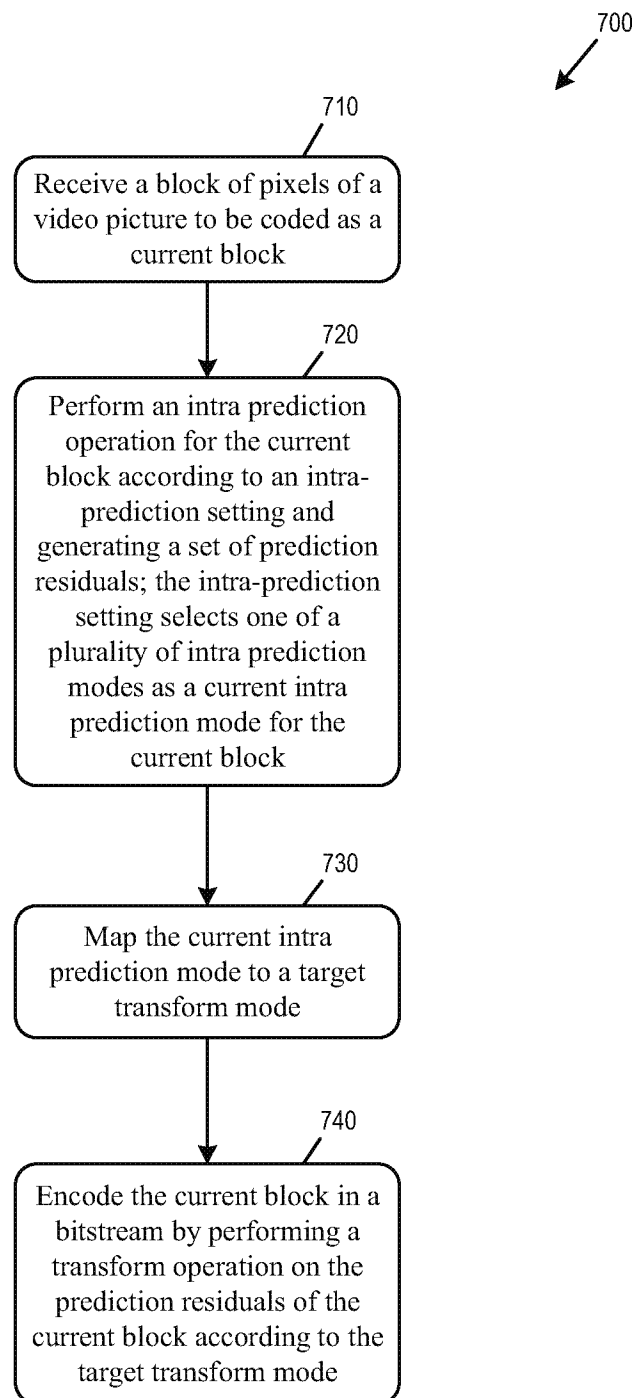 700
710
Receive a block of pixels of a
video picture to be coded as a
current block
720
Perform an intra prediction
operation for the current
block according to an intra-
prediction setting and
generating a set of prediction
residuals; the intra-prediction
setting selects one of a
plurality of intra prediction
modes as a current intra
prediction mode for the
current block
730
Map the current intra
prediction mode to a target
transform mode
740
Encode the current block in a
bitstream by performing a
transform operation on the
prediction residuals of the
current block according to the
target transform mode